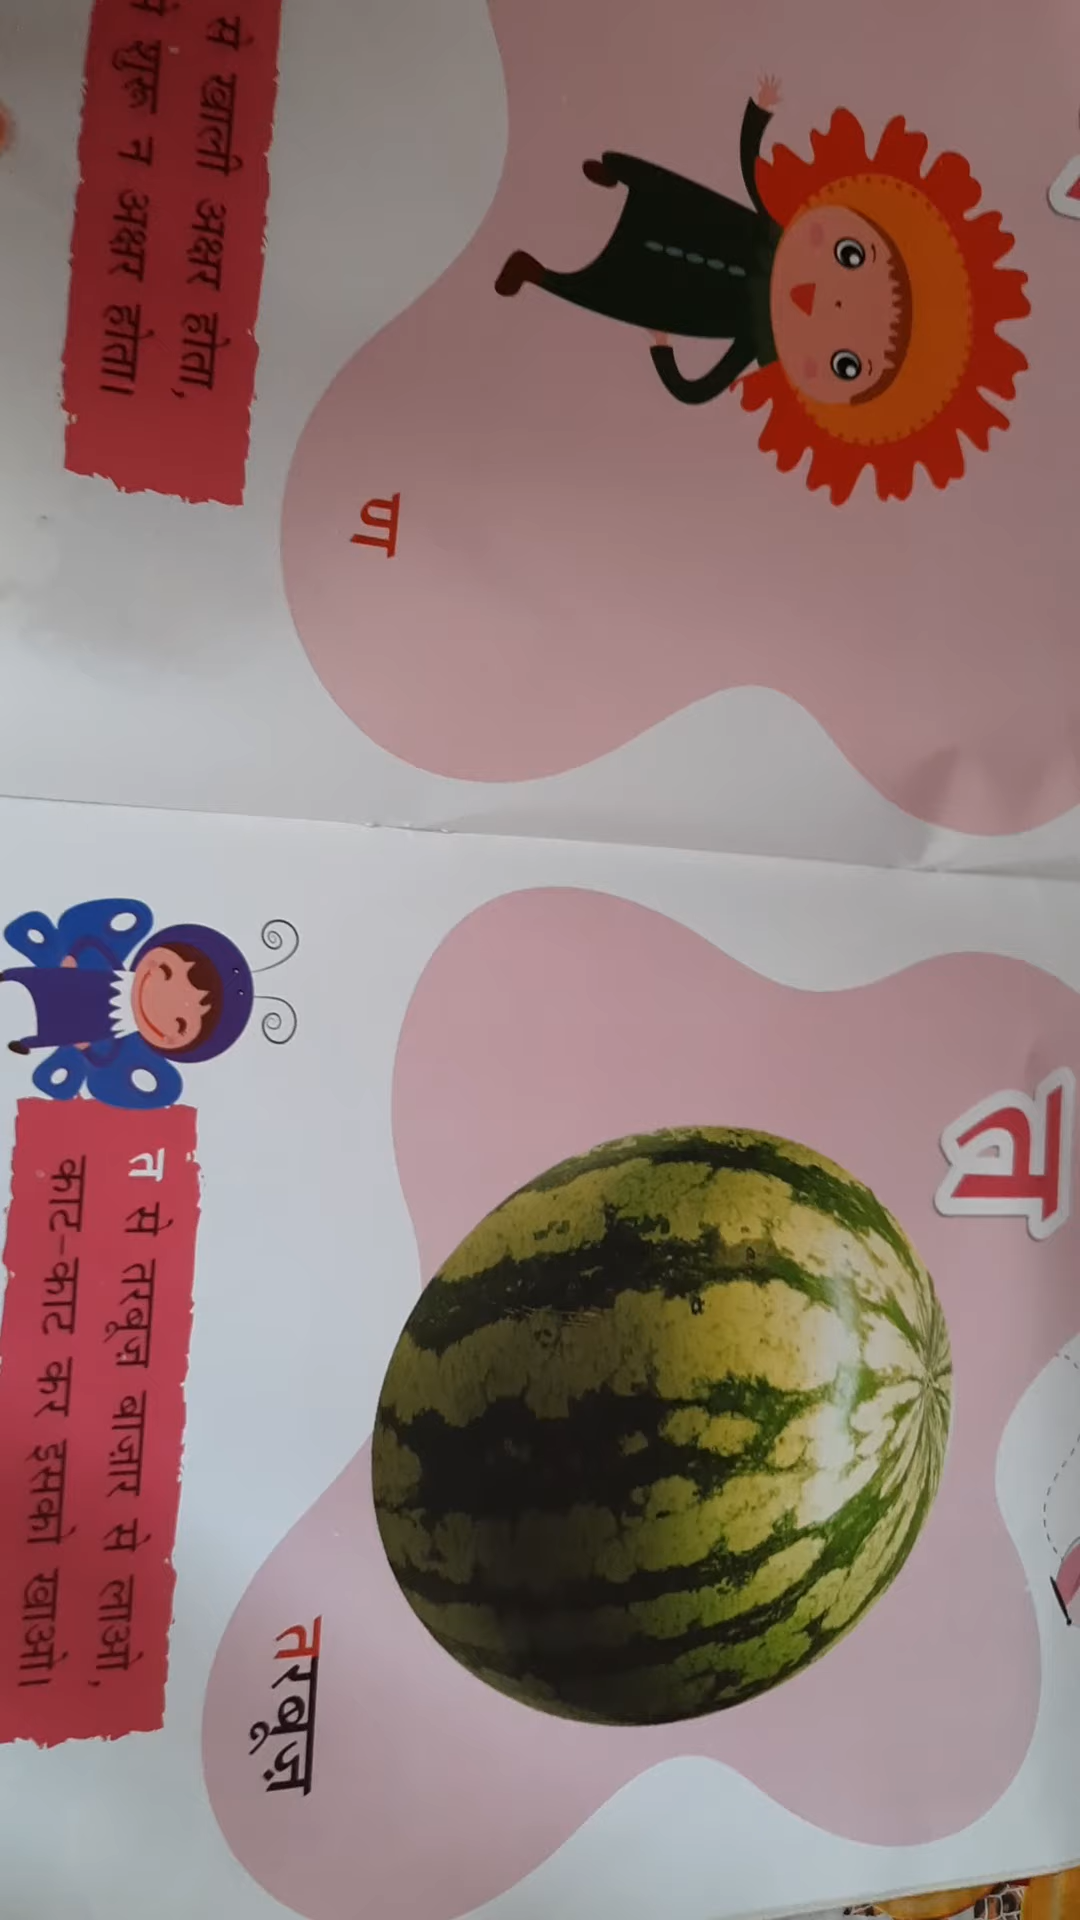 ण
से खाली अक्षर होता,
से शुरू न अक्षर होता।
त
तरबूज़
त से तरबूज़ बाज़ार से लाओ,
काट-काट कर इसको खाओ।